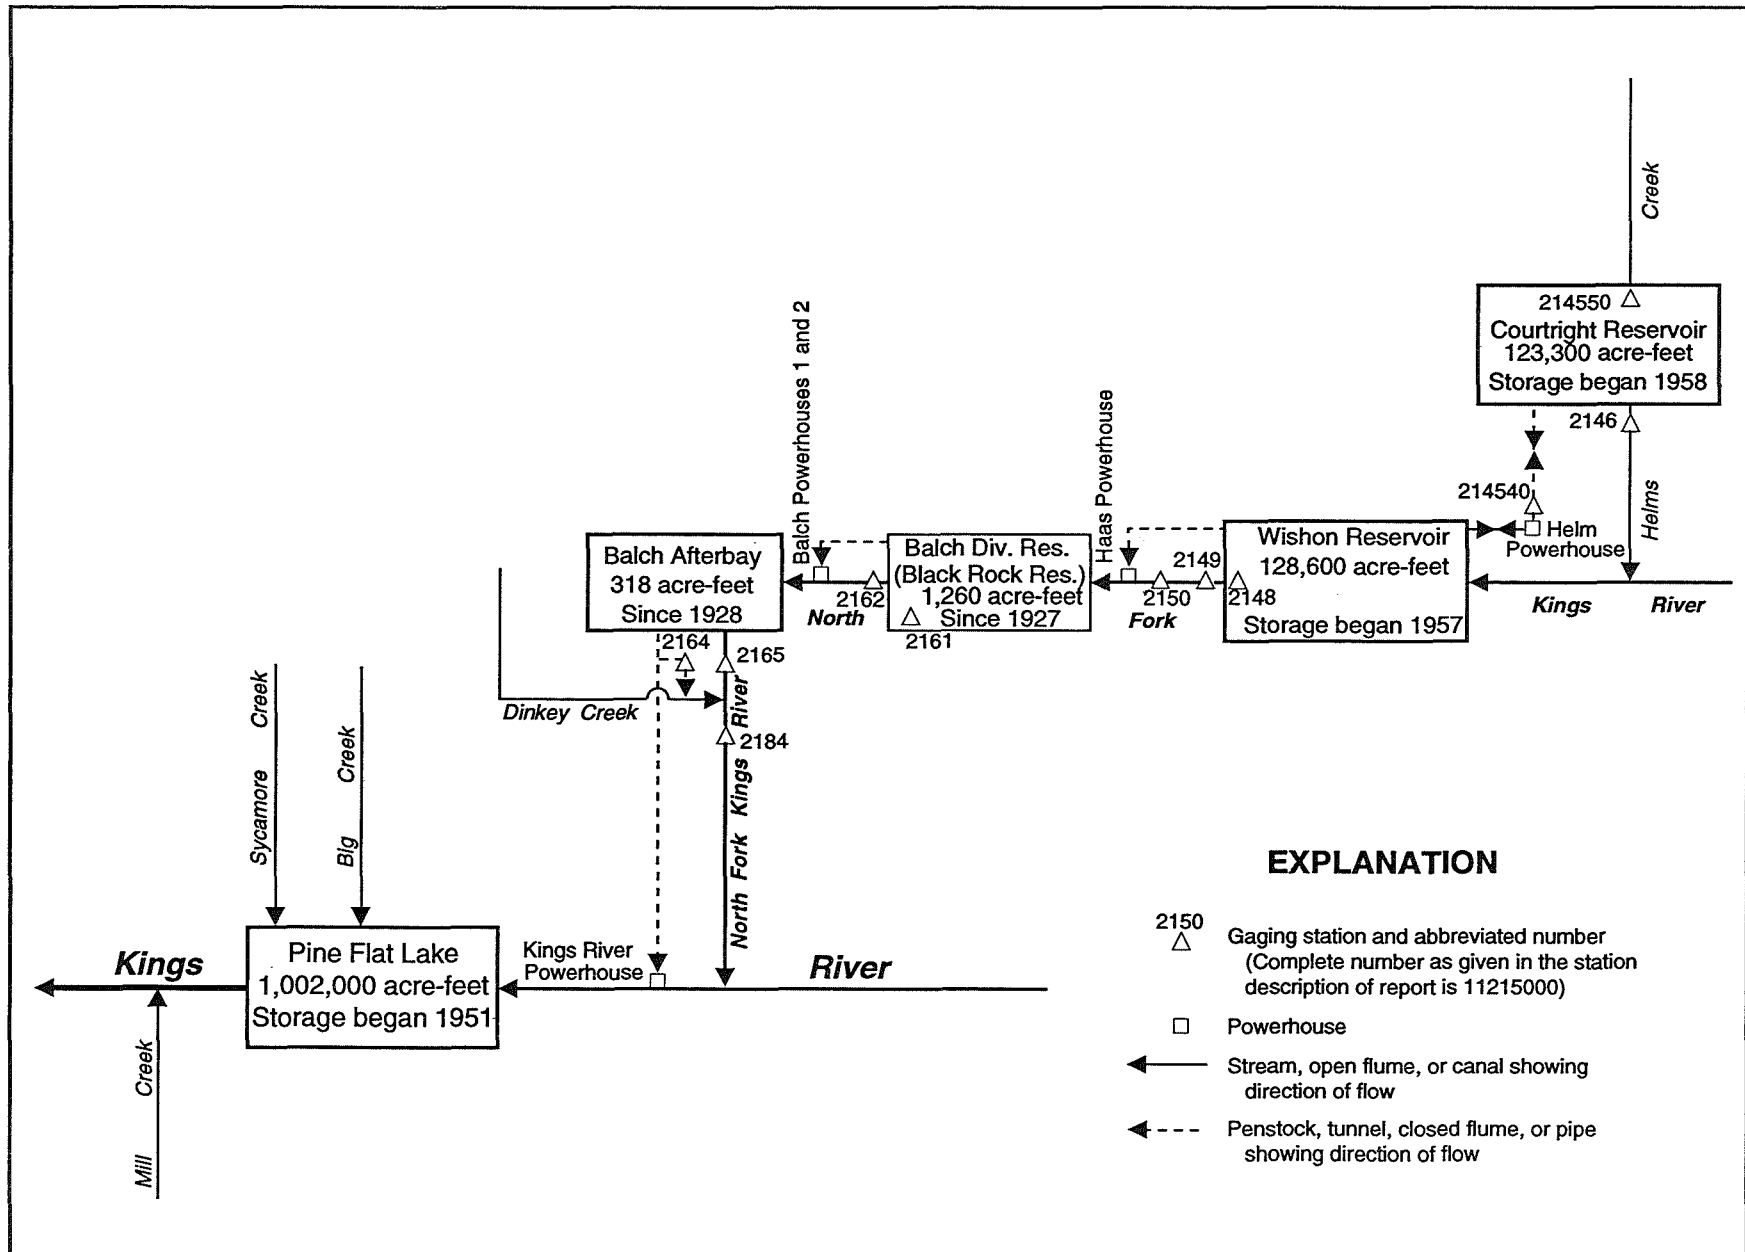 Creek
214550
Courtright Reservoir
123,300 acre-feet
Storage began 1958
2146
Helms
214540
Helm
Powerhouse
Balch Powerhouses 1 and 2
Haas Powerhouse
Balch Afterbay
318 acre-feet
Since 1928
Balch Div. Res.
(Black Rock Res.)
1,260 acre-feet
Since 1927
2161
2162
North
2149
2150
2148
Fork
Wishon Reservoir
128,600 acre-feet
Storage began 1957
Kings River
2164
2165
Dinkey Creek
2184
North Fork Kings River
Sycamore Creek
Big Creek
Kings
Pine Flat Lake
1,002,000 acre-feet
Storage began 1951
Kings River
Powerhouse
River
Mill Creek
EXPLANATION
2150
Gaging station and abbreviated number
(Complete number as given in the station
description of report is 11215000)
Powerhouse
Stream, open flume, or canal showing
direction of flow
Penstock, tunnel, closed flume, or pipe
showing direction of flow